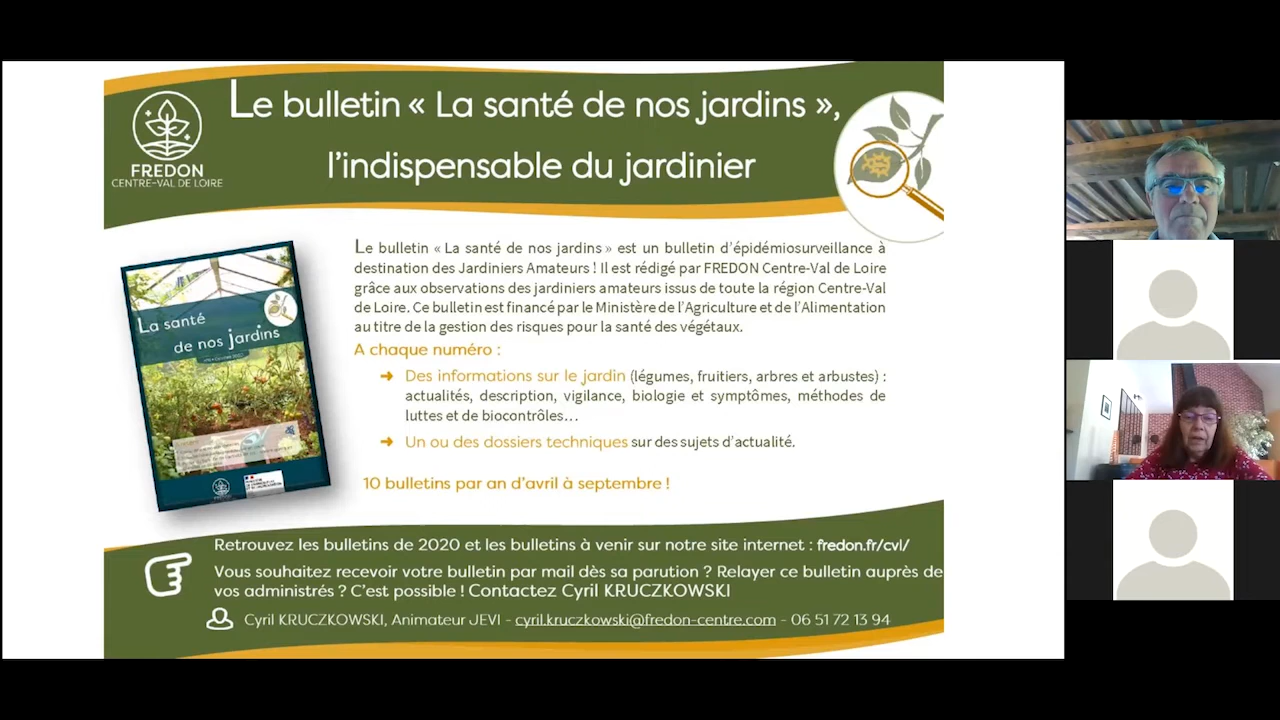 Le bulletin « La santé de nos jardins »,
l'indispensable du jardinier
FREDON
CENTRE-VAL DE LOIRE
Le bulletin « La santé de nos jardins » est un bulletin d'épidémiosurveillance à
destination des Jardiniers Amateurs ! Il est rédigé par FREDON Centre-Val de Loire
grâce aux observations des jardiniers amateurs issus de toute la région Centre-Val
de Loire. Ce bulletin est financé par le Ministère de l'Agriculture et de l'Alimentation
au titre de la gestion des risques pour la santé des végétaux.
La santé
de nos jardins
A chaque numéro :
➜ Des informations sur le jardin (légumes, fruitiers, arbres et arbustes) :
actualités, description, vigilance, biologie et symptômes, méthodes de
luttes et de biocontrôles...
➜ Un ou des dossiers techniques sur des sujets d'actualité.
10 bulletins par an d'avril à septembre !
Retrouvez les bulletins de 2020 et les bulletins à venir sur notre site internet : fredon.fr/cvl/
Vous souhaitez recevoir votre bulletin par mail dès sa parution ? Relayer ce bulletin auprès de
vos administrés ? C'est possible ! Contactez Cyril KRUCZKOWSKI
Cyril KRUCZKOWSKI, Animateur JEVI - cyril.kruczkowski@fredon-centre.com - 06 51 72 13 94